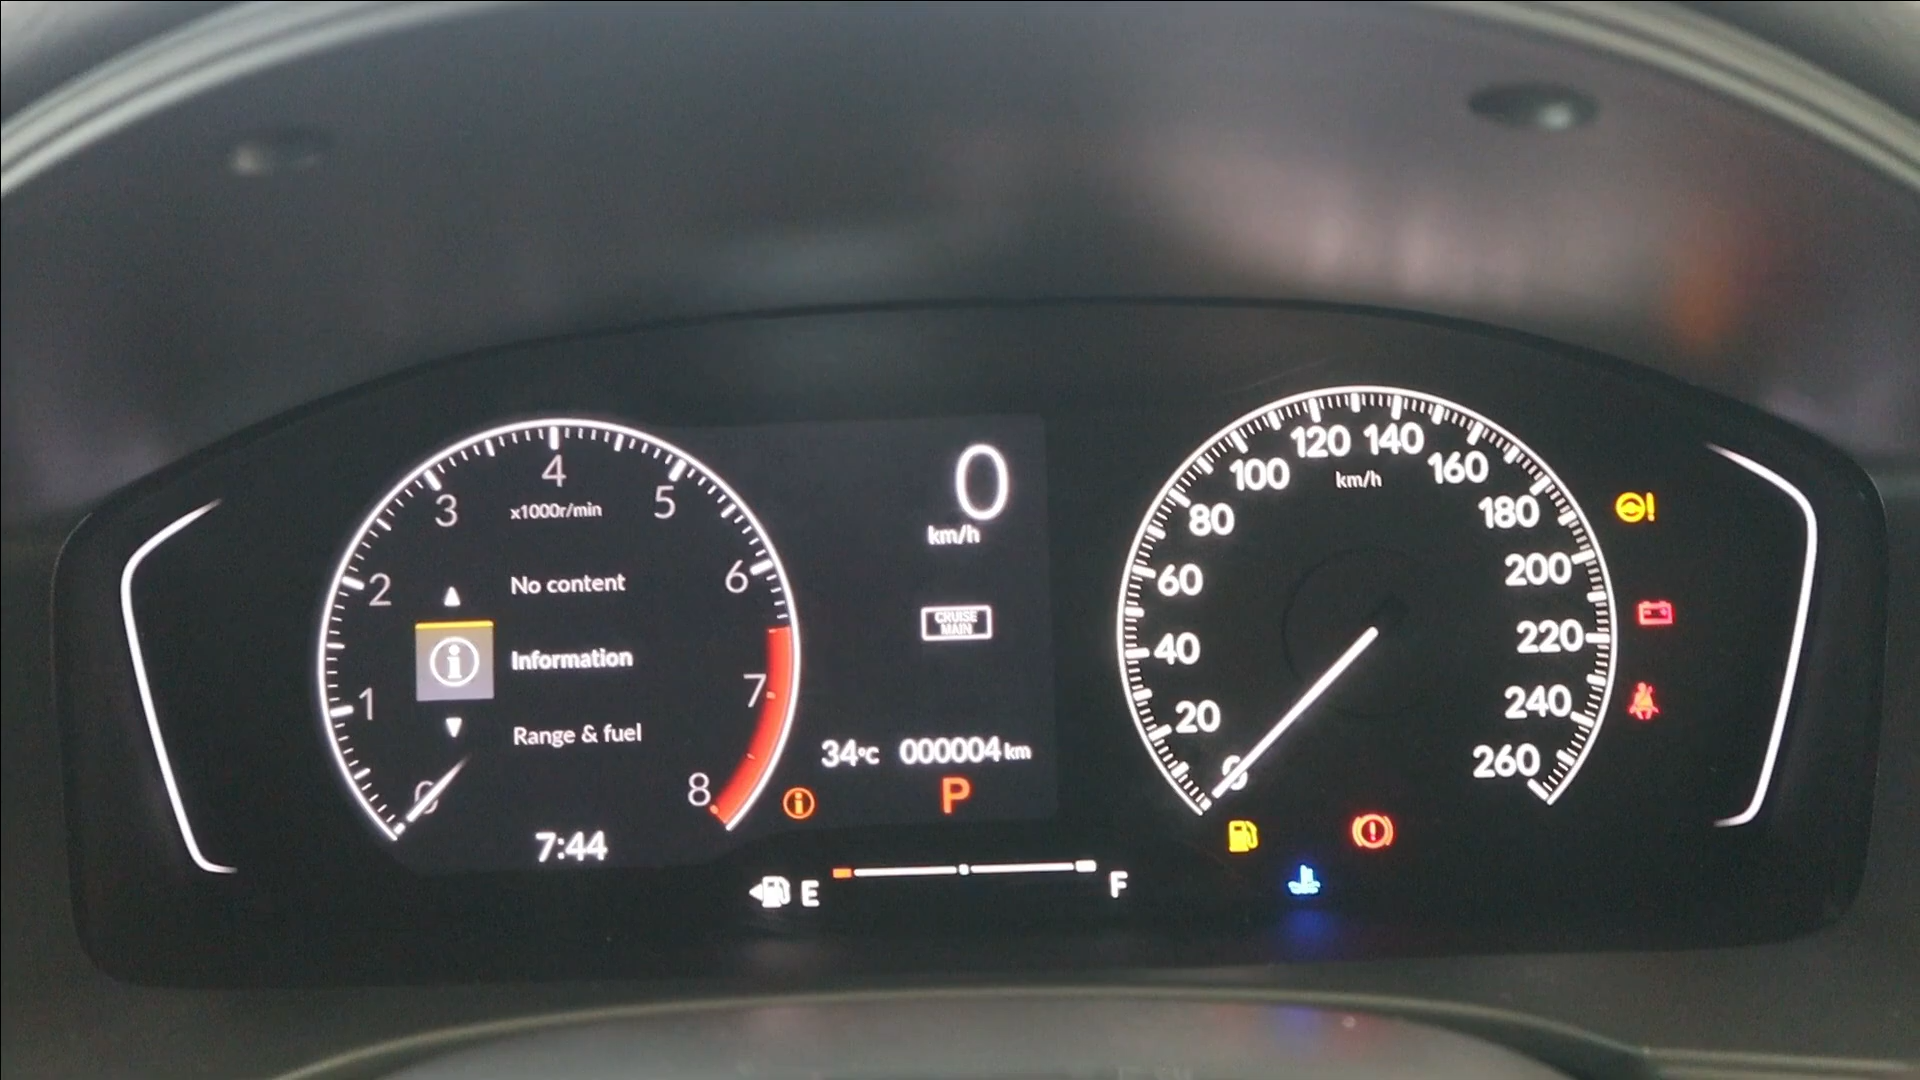 4
3
5
x1000r/min
2
6
No content
Information
1
7
Range & fuel
0
8
7:44
0
km/h
CRUISE
MAIN
34°C 000004 km
P
E
F
120 140
100
160
km/h
80
180
60
200
40
220
20
240
0
260